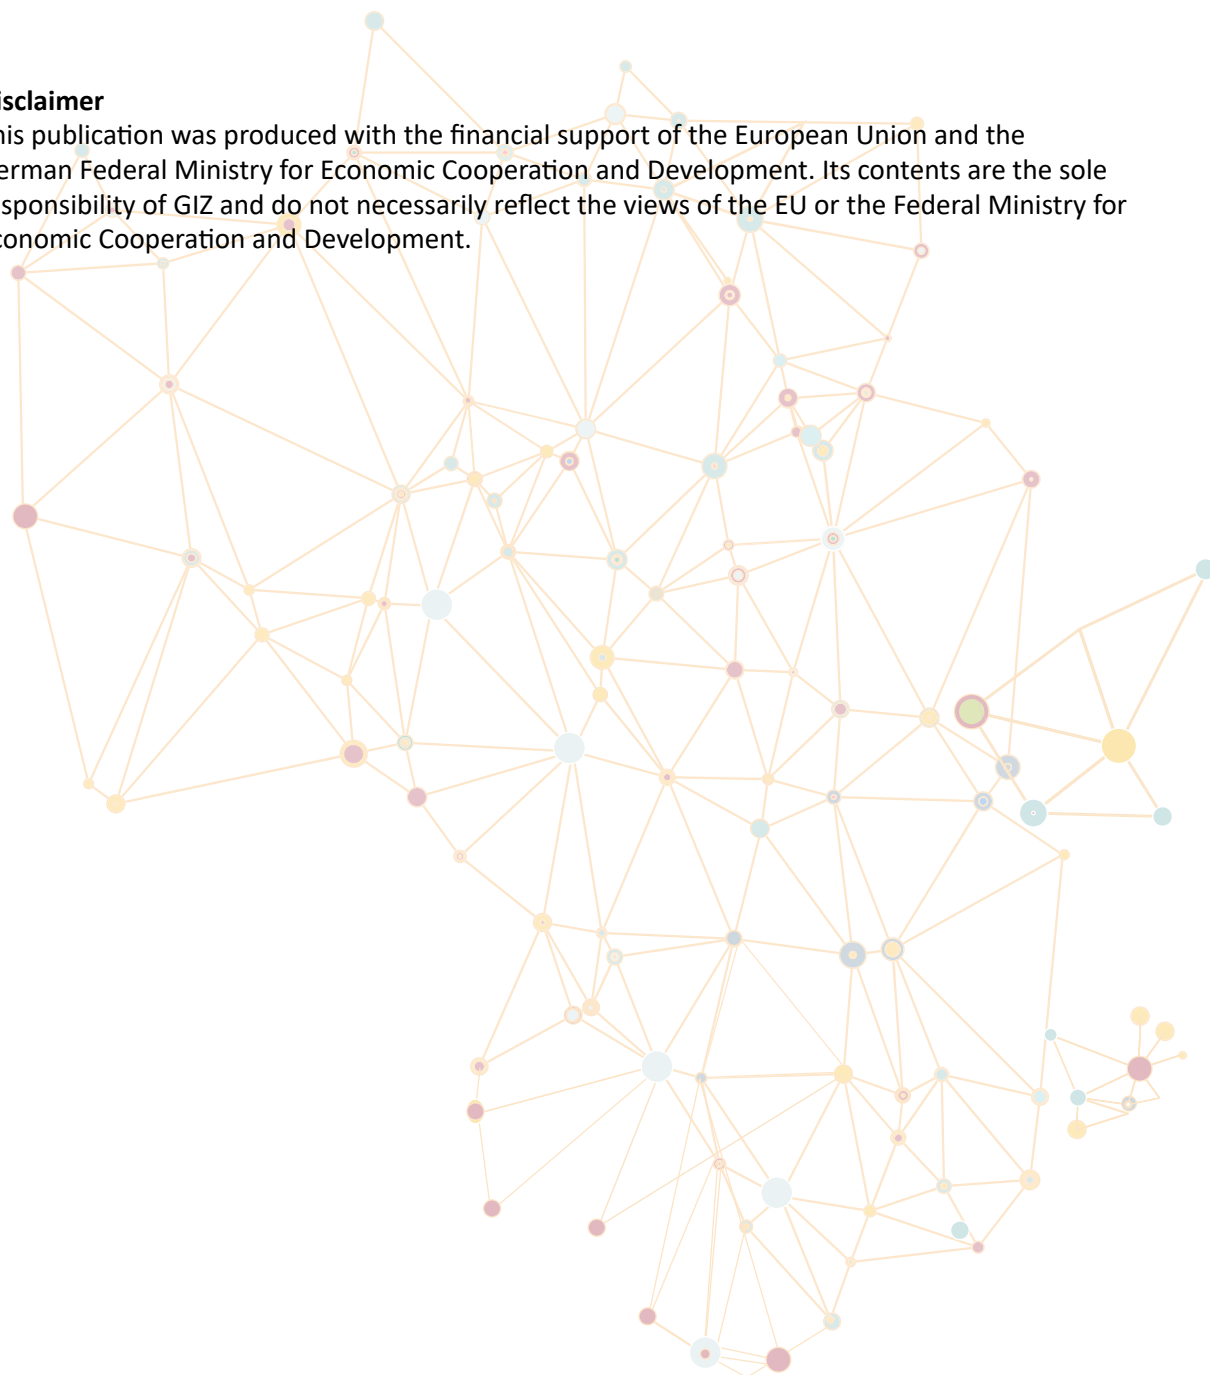 isclaimer
his publication was produced with the financial support of the European Union and the
erman Federal Ministry for Economic Cooperation and Development. Its contents are the sole
sponsibility of GIZ and do not necessarily reflect the views of the EU or the Federal Ministry for
conomic Cooperation and Development.